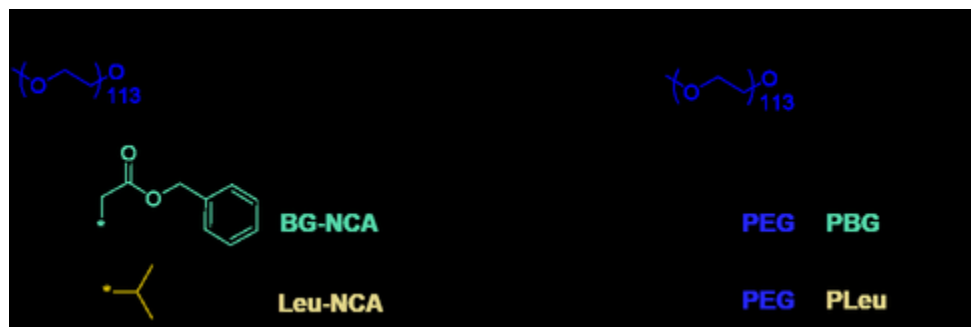 O O 113 O O 113
O
O
BG-NCA PEG PBG
*
* Leu-NCA PEG PLeu